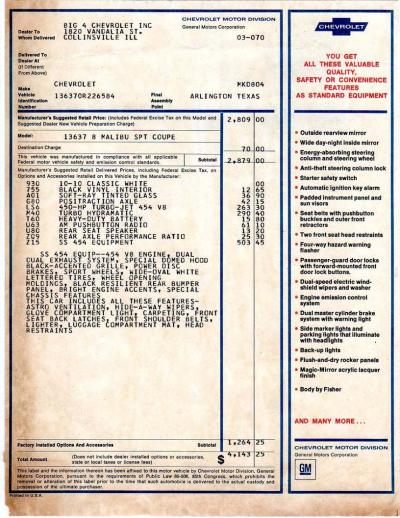 CHEVROLET MOTOR DIVISION
General Motors Corporation
Dealer To
Whom Delivered
BIG 4 CHEVROLET INC
1820 VANDALIA ST.
COLLINSVILLE ILL
03-070
Delivered To
Dealer At
(If Different
From Above)
Make
CHEVROLET
MKD804
Vehicle
Identification
Number
136370R226584
Final
Assembly
Point
ARLINGTON TEXAS
Manufacturer's Suggested Retail Price: (Includes Federal Excise Tax on this Model and
Suggested Dealer New Vehicle Preparation Charge)
2,809 00
Model: 13637 8 MALIBU SPT COUPE
Destination Charge
70 00
This vehicle was manufactured in compliance with all applicable
Federal motor vehicle safety and emission control standards.
Subtotal 2,879 00
Manufacturer's Suggested Retail Delivered Prices, including Federal Excise Tax, on
Options and Accessories installed on this Vehicle by the Manufacturer:
930 10-10 CLASSIC WHITE 00
755 BLACK VINYL INTERIOR 12 65
A01 SOFT-RAY TINTED GLASS 36 90
G80 POSITRACTION AXLE 42 15
LS6 450-HP TURBO-JET 454 V8 263 30
M40 TURBO HYDRAMATIC 290 40
T60 HEAVY-DUTY BATTERY 15 80
U63 AM PUSHBUTTON RADIO 61 10
U80 REAR SEAT SPEAKER 13 20
ZQ9 REAR AXLE PERFORMANCE RATIO 25 30
Z15 SS 454 EQUIPMENT 503 45
SS 454 EQUIP--454 V8 ENGINE, DUAL
DUAL EXHAUST SYSTEM, SPECIAL DOMED HOOD
BLACK-ACCENTED GRILLE, POWER DISC
BRAKES, SPORT WHEELS, WIDE-OVAL WHITE
LETTERED TIRES, WHEEL OPENING
MOLDINGS, BLACK RESILIENT REAR BUMPER
PANEL, BRIGHT ENGINE ACCENTS, SPECIAL
CHASSIS FEATURES
THIS CAR INCLUDES ALL THESE FEATURES-
ASTRO VENTILATION, HIDE-A-WAY WIPERS,
GLOVE COMPARTMENT LIGHT, CARPETING, FRONT
SEAT BACK LATCHES, FRONT SHOULDER BELTS,
LIGHTER, LUGGAGE COMPARTMENT MAT, HEAD
RESTRAINTS
Factory Installed Options And Accessories
Subtotal 1,264 25
Total Amount
(Does not include dealer installed options or accessories,
state or local taxes or license fees)
$ 4,143 25
This label and the information thereon has been affixed to this motor vehicle by Chevrolet Motor Division, General
Motors Corporation, pursuant to the requirements of Public Law 85-506, 85th Congress, which prohibits the
removal or alteration of this label prior to the time that such automobile is delivered to the actual custody and
possession of the ultimate purchaser.
Printed in U.S.A.
CHEVROLET
YOU GET
ALL THESE VALUABLE
QUALITY,
SAFETY OR CONVENIENCE
FEATURES
AS STANDARD EQUIPMENT
• Outside rearview mirror
• Wide day-night inside mirror
• Energy-absorbing steering
column and steering wheel
• Anti-theft steering column lock
• Starter safety switch
• Automatic ignition key alarm
• Padded instrument panel and
sun visors
• Seat belts with pushbutton
buckles and outer front
retractors
• Two front seat head restraints
• Four-way hazard warning
flasher
• Passenger-guard door locks
with forward-mounted front
door lock buttons.
• Dual-speed electric wind-
shield wipers and washer
• Engine emission control
system
• Dual master cylinder brake
system with warning light
• Side marker lights and
parking lights that illuminate
with headlights
• Back-up lights
• Flush-and-dry rocker panels
• Magic-Mirror acrylic lacquer
finish
• Body by Fisher
AND MANY MORE...
CHEVROLET MOTOR DIVISION
General Motors Corporation
GM